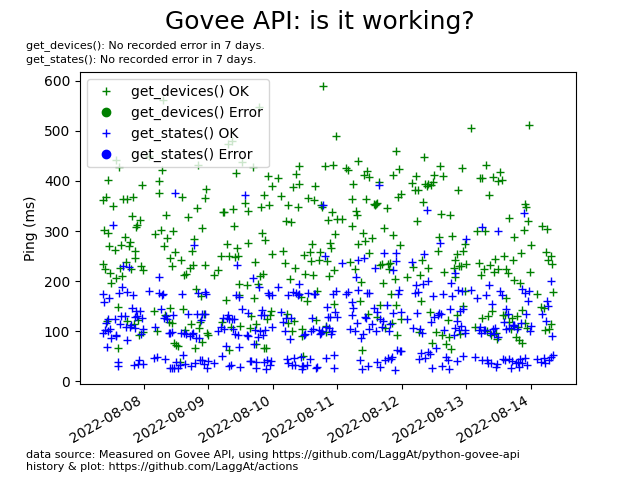 Govee API: is it working?
get_devices(): No recorded error in 7 days.
get_states(): No recorded error in 7 days.
600
500
400
300
200
100
0
Ping (ms)
get_devices() OK
get_devices() Error
get_states() OK
get_states() Error
2022-08-08
2022-08-09
2022-08-10
2022-08-11
2022-08-12
2022-08-13
2022-08-14
data source: Measured on Govee API, using https://github.com/LaggAt/python-govee-api
history & plot: https://github.com/LaggAt/actions